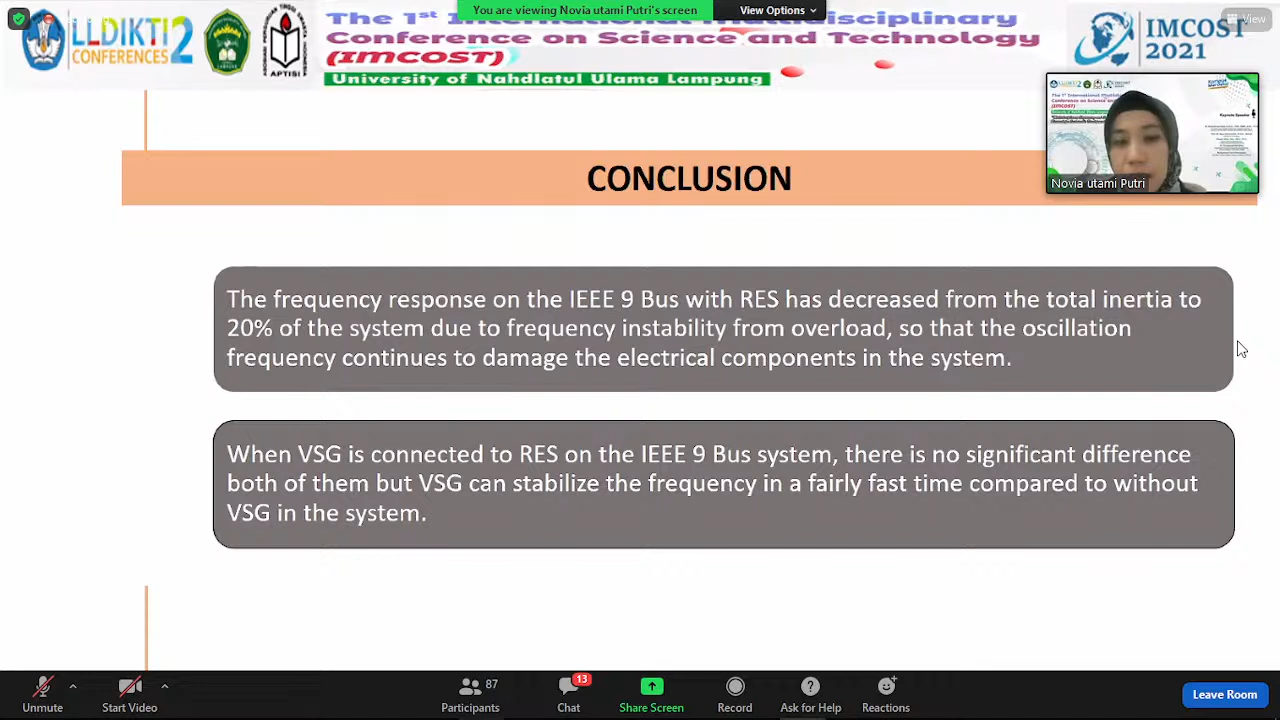 You are viewing Novia utami Putri's screen
View Options
View
LLDIKTI 2
CONFERENCES
APTISI
The 1st International Multidisciplinary
Conference on Science and Technology
(IMCOST)
University of Nahdlatul Ulama Lampung
IMCOST
2021
Novia utami Putri
CONCLUSION
The frequency response on the IEEE 9 Bus with RES has decreased from the total inertia to
20% of the system due to frequency instability from overload, so that the oscillation
frequency continues to damage the electrical components in the system.
When VSG is connected to RES on the IEEE 9 Bus system, there is no significant difference
both of them but VSG can stabilize the frequency in a fairly fast time compared to without
VSG in the system.
Unmute
Start Video
87
Participants
13
Chat
Share Screen
Record
Ask for Help
Reactions
Leave Room